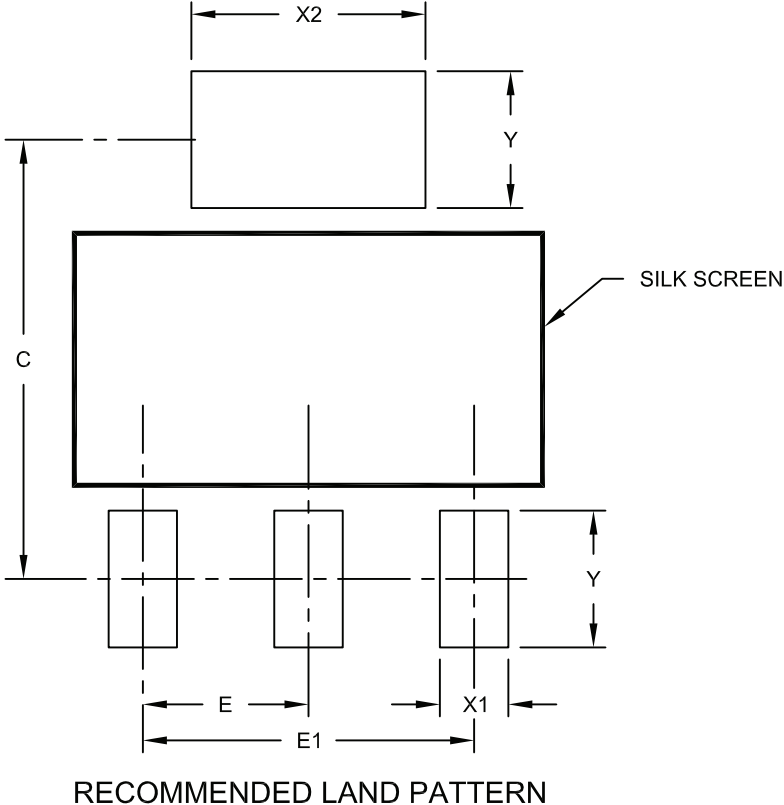 X2
Y
SILK SCREEN
C
Y
E
X1
E1
RECOMMENDED LAND PATTERN